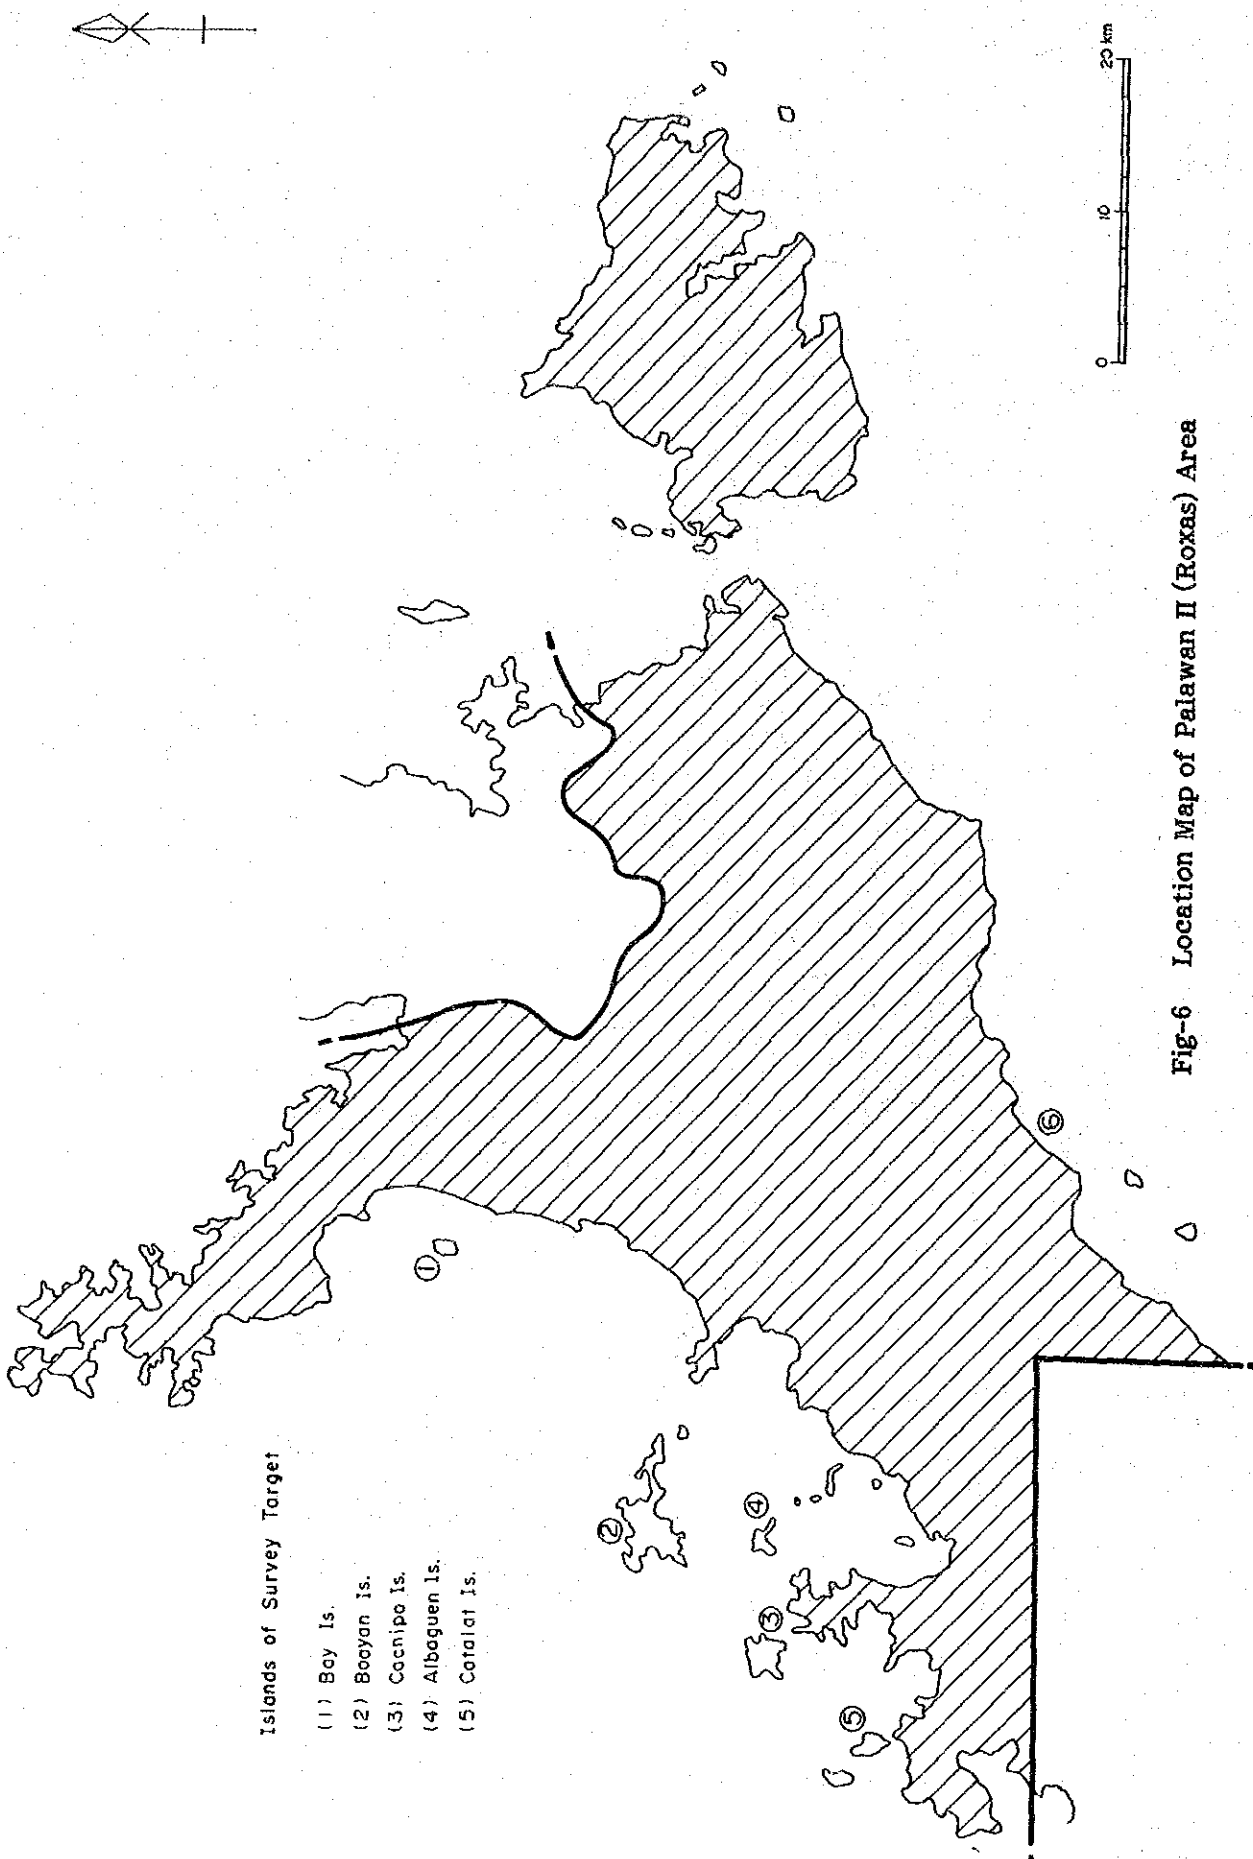 Islands of Survey Target
(1) Bay Is.
(2) Boayan Is.
(3) Cacnipa Is.
(4) Albaguen Is.
(5) Catalat Is.
①
②
③
④
⑤
⑥
0 10 20 km
Fig-6 Location Map of Palawan II (Roxas) Area